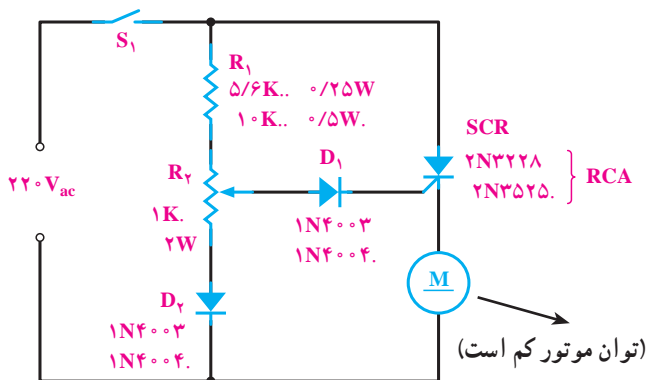 S۱
R۱
۵/۶K.. ۰/۲۵W
۱۰K.. ۰/۵W.
SCR
۲N۳۲۲۸
۲N۳۵۲۵.
RCA
D۱
۲۲۰Vac
R۲
۱K.
۲W
۱N۴۰۰۳
۱N۴۰۰۴.
M
D۲
۱N۴۰۰۳
۱N۴۰۰۴.
(توان موتور کم است)